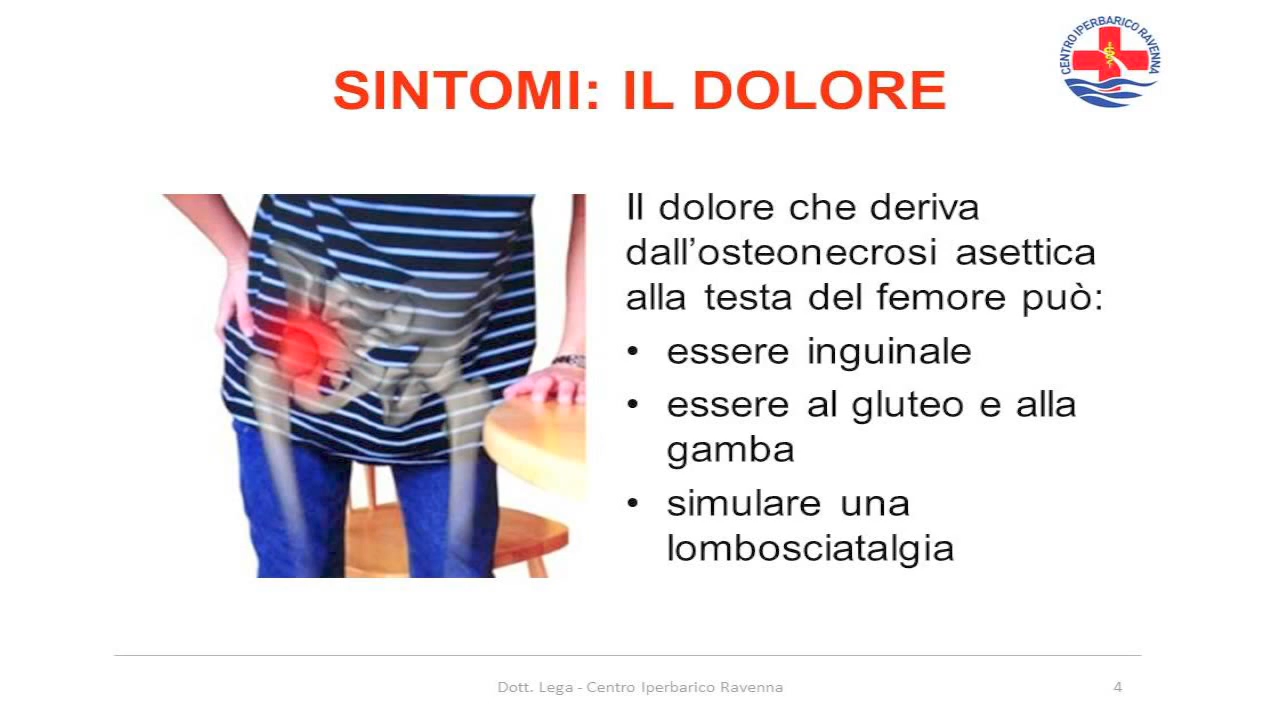 CENTRO IPERBARICO RAVENNA
SINTOMI: IL DOLORE
Il dolore che deriva
dall’osteonecrosi asettica
alla testa del femore può:
• essere inguinale
• essere al gluteo e alla
gamba
• simulare una
lombosciatalgia
Dott. Lega - Centro Iperbarico Ravenna
4